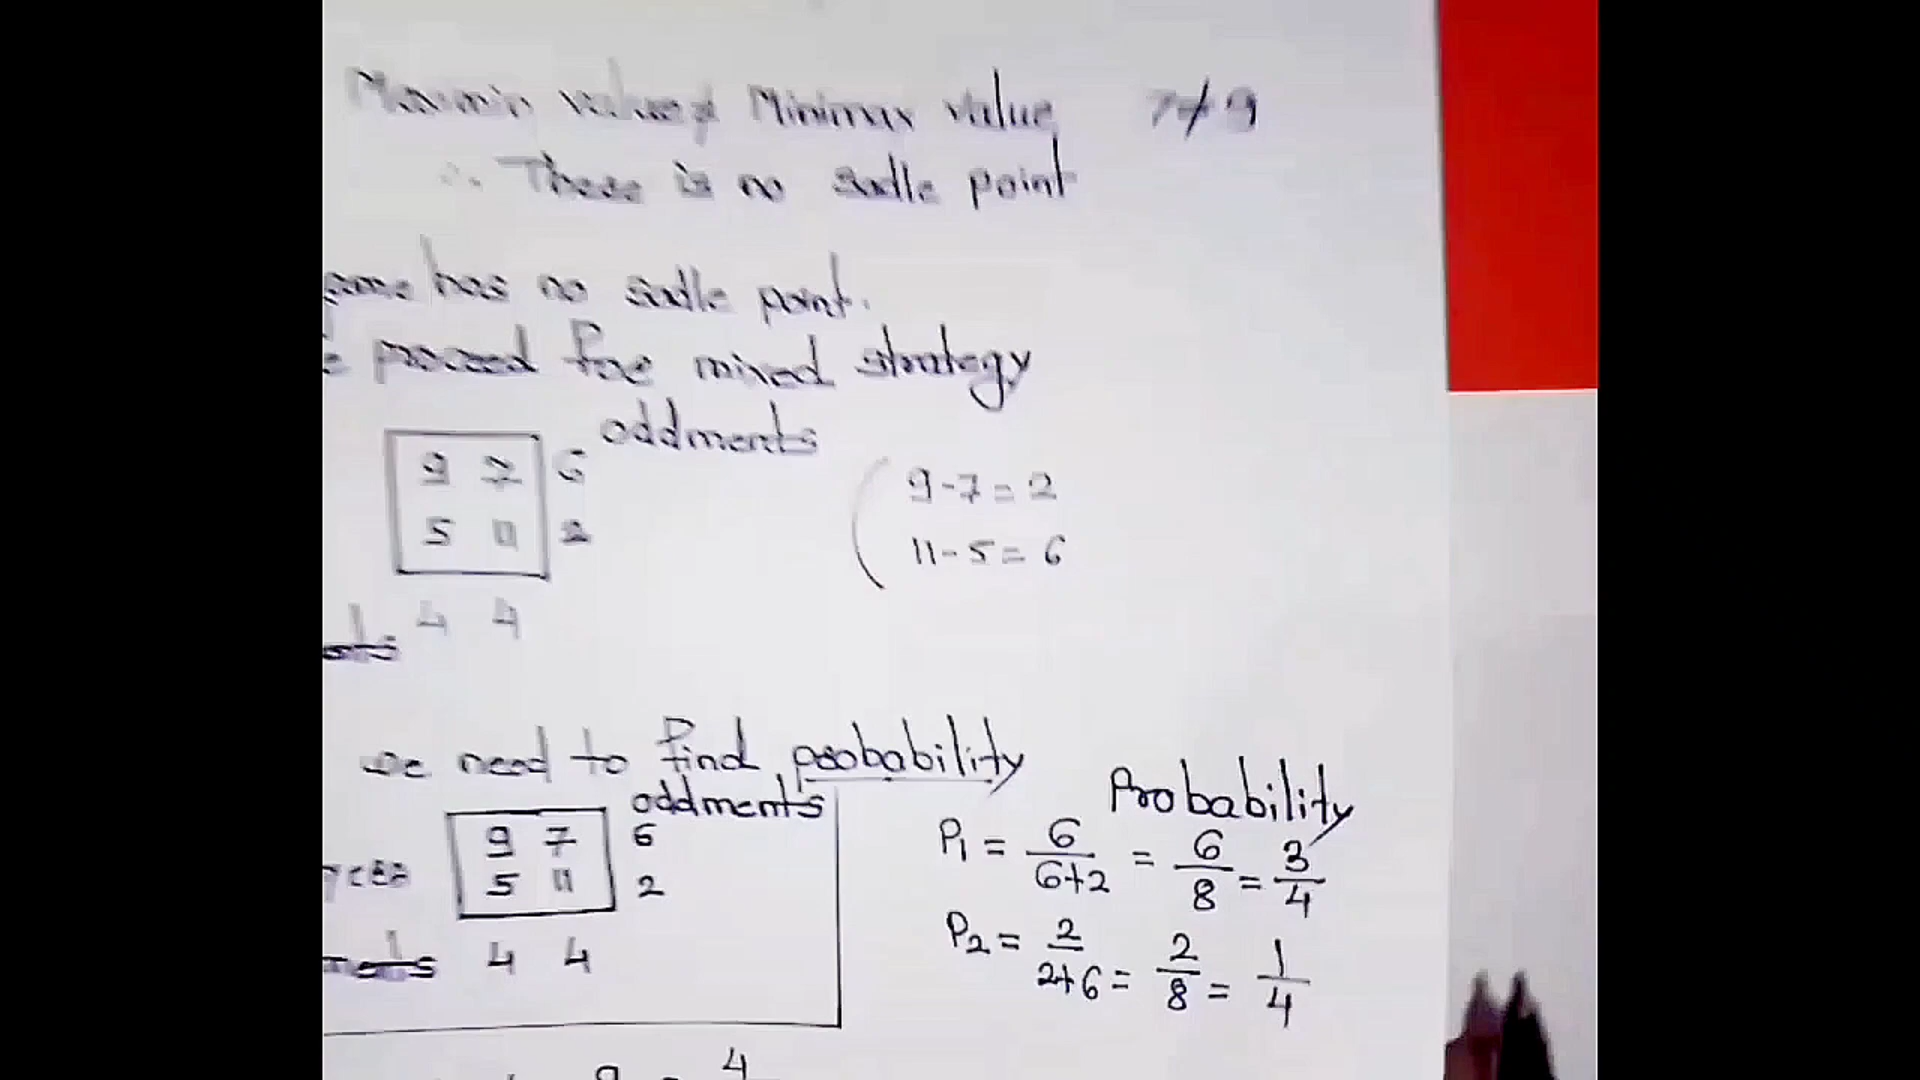 Maxmin value ≠ Minimax value 7 ≠ 9
∴ There is no sadle point
game has no sadle point.
proceed for mixed strategy
oddments
9 7 6
5 11 2
4 4
9-7=2
11-5=6
we need to find probability
oddments
9 7 6
5 11 2
4 4
Probability
P1 = 6/6+2 = 6/8 = 3/4
P2 = 2/2+6 = 2/8 = 1/4